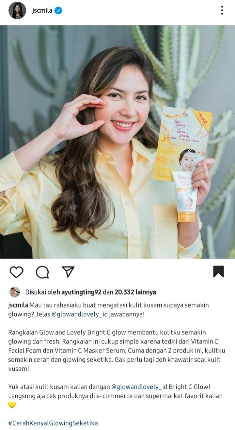 jscmila
Disukai oleh ayutingting92 dan 20.332 lainnya
jscmila Mau tau rahasiaku buat mengatasi kulit kusam supaya semakin
glowing? Jelas @glowandlovely_id jawabannya!
Rangkaian Glow and Lovely Bright C glow membantu kulitku semakin
glowing dan fresh. Rangkaian ini cukup simple karena tediri dari Vitamin C
Facial Foam dan Vitamin C Masker Serum. Cuma dengan 2 produk ini, kulitku
semakin cerah dan glowing seketike. Gak perlu lagi deh khawatir soal kulit
kusam!
Yuk atasi kulit kusam kalian dengan @glowandlovely_id Bright C Glow!
Langsung aja cek produknya di e-commerce dan supermarket favorit kalian
💛
#CerahKenyalGlowingSeketika